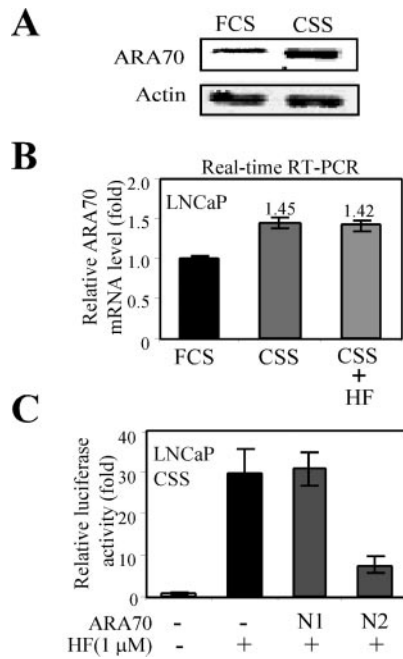 A
FCS CSS
ARA70
Actin
B
Real-time RT-PCR
Relative ARA70
mRNA level (fold)
2.0
1.5
1.0
0.5
0
LNCaP
1.45
1.42
FCS CSS CSS
+
HF
C
Relative luciferase
activity (fold)
40
30
20
10
0
LNCaP
CSS
ARA70 - - N1 N2
HF(1 μM) - + + +